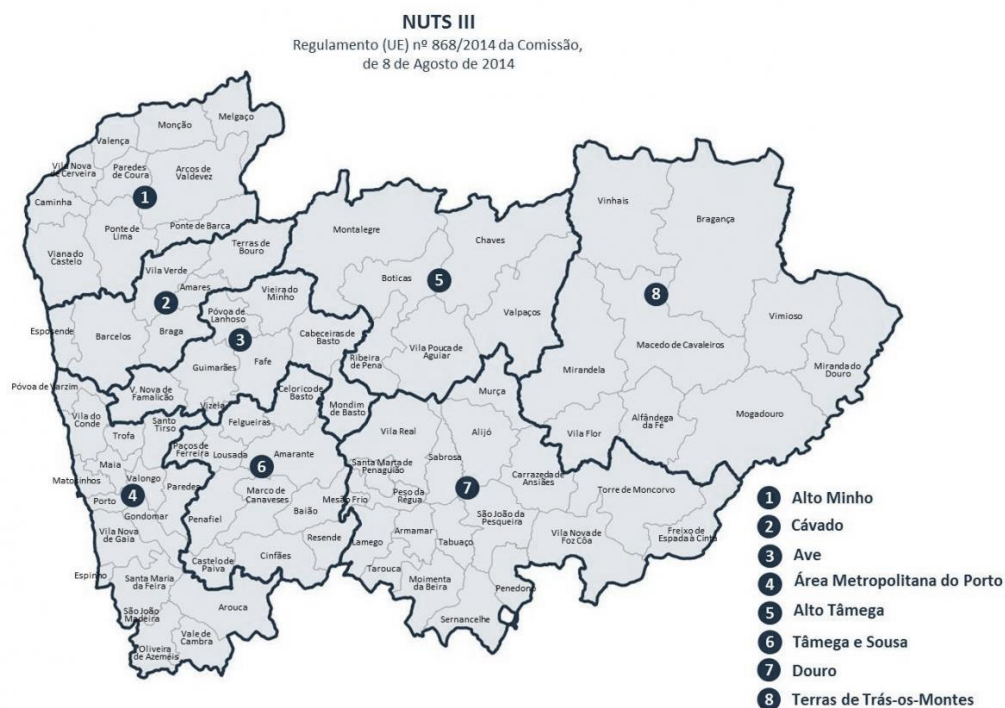 NUTS III
Regulamento (UE) nº 868/2014 da Comissão,
de 8 de Agosto de 2014
Melgaço
Monção
Valença
Vila Nova
de Cerveira
Paredes
de Coura
Arcos de
Valdevez
1
Caminha
Ponte de
Lima
Ponte de Barca
Viana do
Castelo
Terras de
Bouro
Vila Verde
Amares
2
Esposende
Barcelos
Braga
Vieira do
Minho
Póvoa de
Lanhoso
3
Cabeceiras de
Basto
Guimarães
Fafe
V. Nova de
Famalicão
Vizela
Montalegre
Chaves
Boticas
5
Valpaços
Vila Pouca de
Aguiar
Ribeira
de Pena
Vinhais
Bragança
8
Vimioso
Macedo de Cavaleiros
Miranda do
Douro
Mirandela
Mogadouro
Alfândega
da Fé
Vila Flor
Póvoa de Varzim
Vila do
Conde
Santo
Tirso
Trofa
Maia
Matosinhos
Valongo
Paredes
Porto
4
Gondomar
Vila Nova
de Gaia
Espinho
Santa Maria
da Feira
Arouca
São João
Madeira
Vale de
Cambra
Oliveira
de Azeméis
Celorico de
Basto
Felgueiras
Paços de
Ferreira
Lousada
Amarante
6
Marco de
Canaveses
Penafiel
Baião
Resende
Cinfães
Castelo de
Paiva
Mondim
de Basto
Murça
Vila Real
Alijó
Sabrosa
Santa Marta de
Penaguião
Carrazeda de
Ansiães
Mesão Frio
Peso da
Régua
7
Torre de Moncorvo
São João da
Pesqueira
Armamar
Lamego
Tabuaço
Vila Nova de
Foz Côa
Freixo de
Espada à Cinta
Tarouca
Moimenta
da Beira
Penedono
Sernancelhe
1 Alto Minho
2 Cávado
3 Ave
4 Área Metropolitana do Porto
5 Alto Tâmega
6 Tâmega e Sousa
7 Douro
8 Terras de Trás-os-Montes